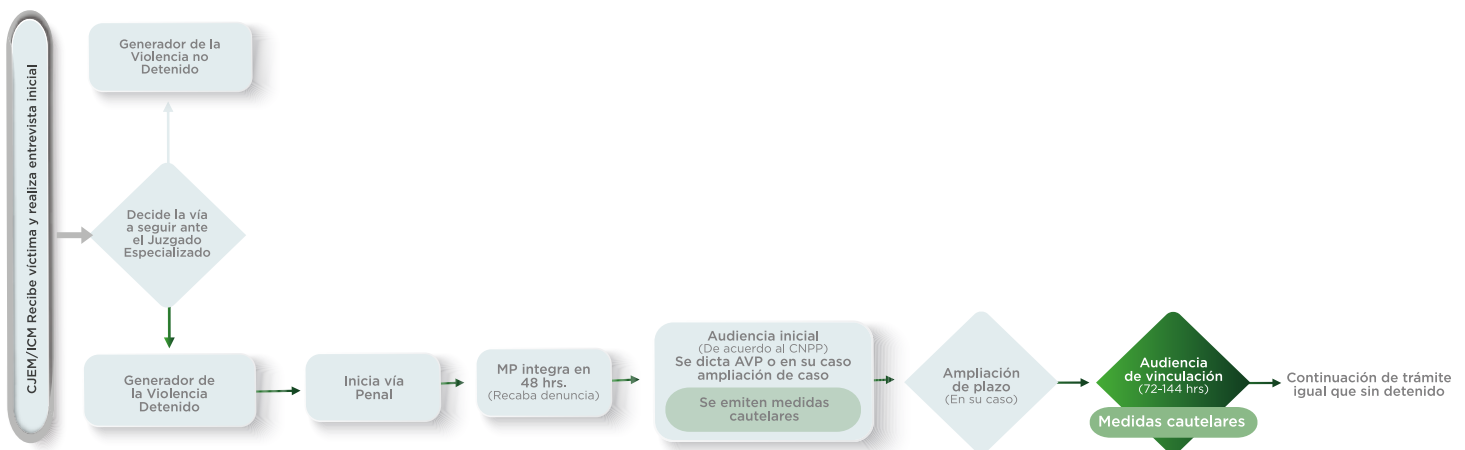 CJEM/ICM Recibe víctima y realiza entrevista inicial
Generador de la
Violencia no
Detenido
Decide la vía
a seguir ante
el Juzgado
Especializado
Generador de
la Violencia
Detenido
Inicia vía
Penal
MP integra en
48 hrs.
(Recaba denuncia)
Audiencia inicial
(De acuerdo al CNPP)
Se dicta AVP o en su caso
ampliación de caso
Se emiten medidas
cautelares
Ampliación
de plazo
(En su caso)
Audiencia
de vinculación
(72-144 hrs)
Medidas cautelares
Continuación de trámite
igual que sin detenido